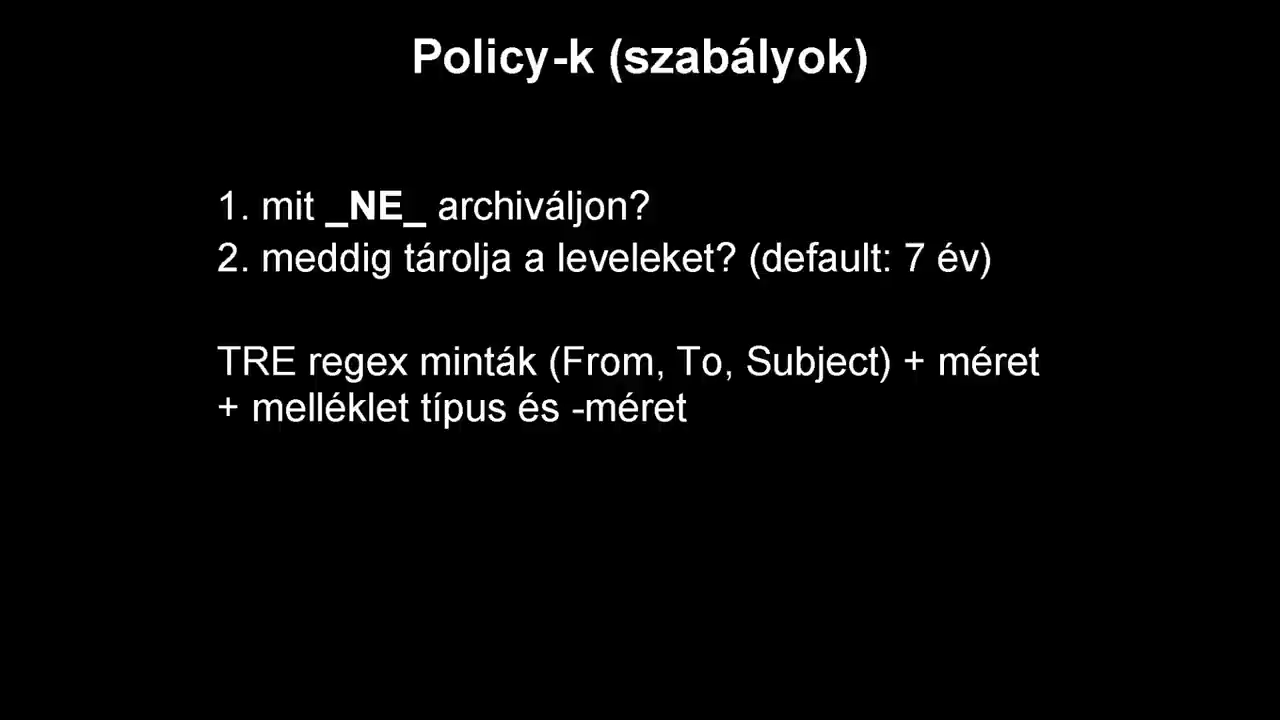 Policy-k (szabályok)
1. mit _NE_ archiváljon?
2. meddig tárolja a leveleket? (default: 7 év)
TRE regex minták (From, To, Subject) + méret
+ melléklet típus és -méret